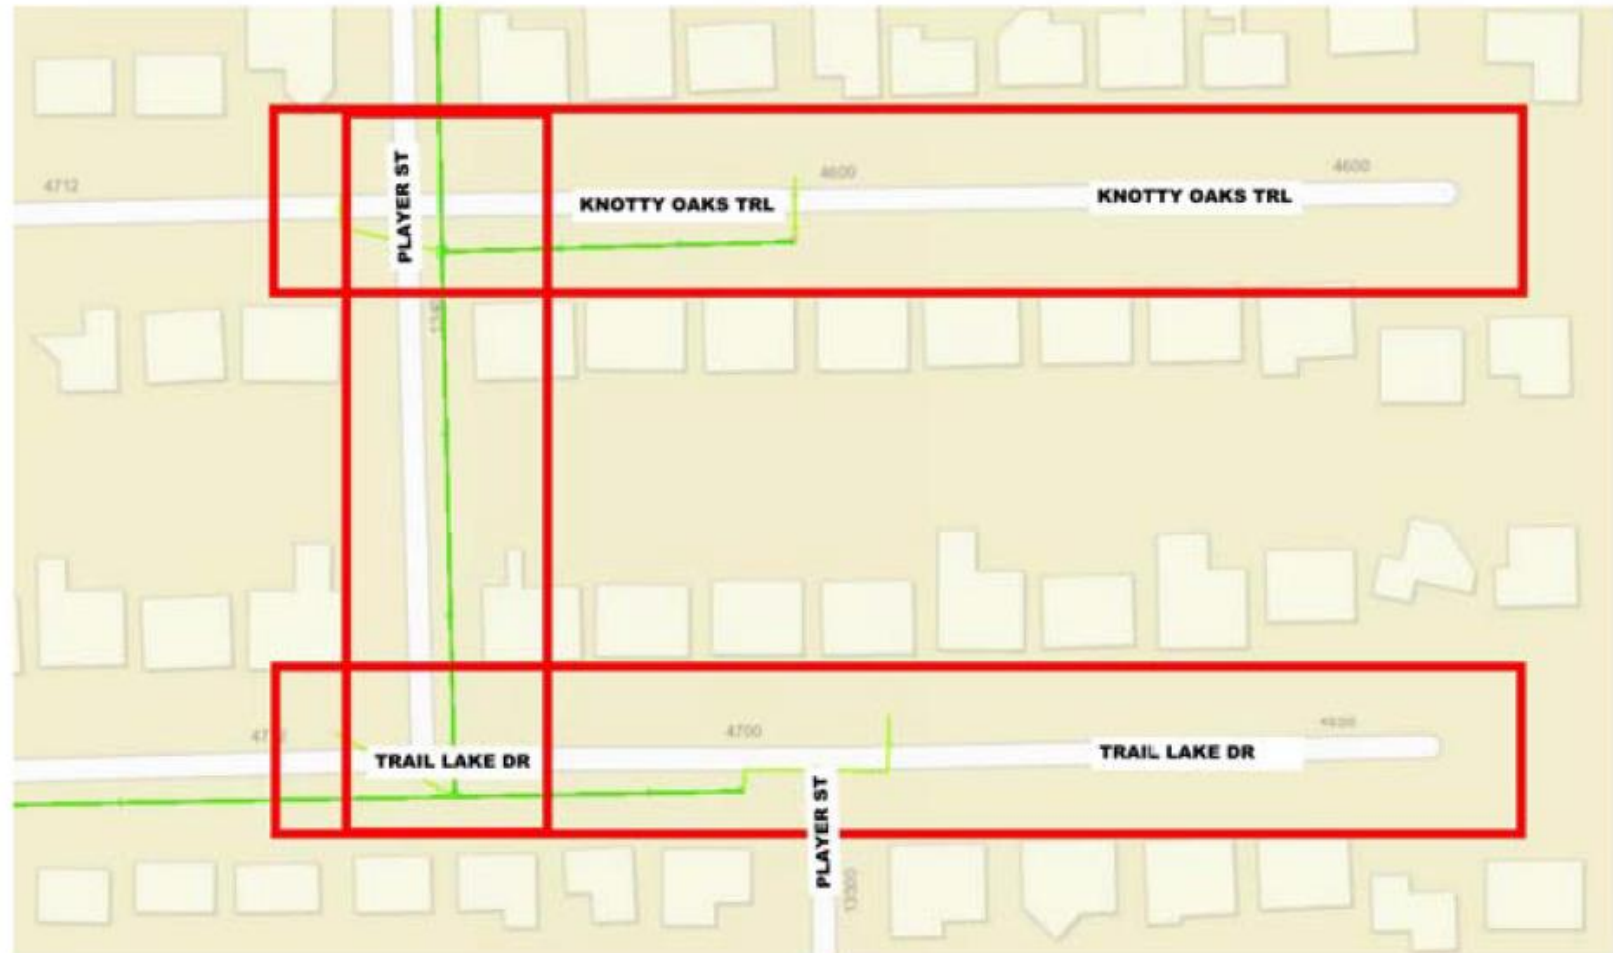 4712
PLAYER ST
4600
4600
KNOTTY OAKS TRL
KNOTTY OAKS TRL
4700
TRAIL LAKE DR
TRAIL LAKE DR
PLAYER ST
13300